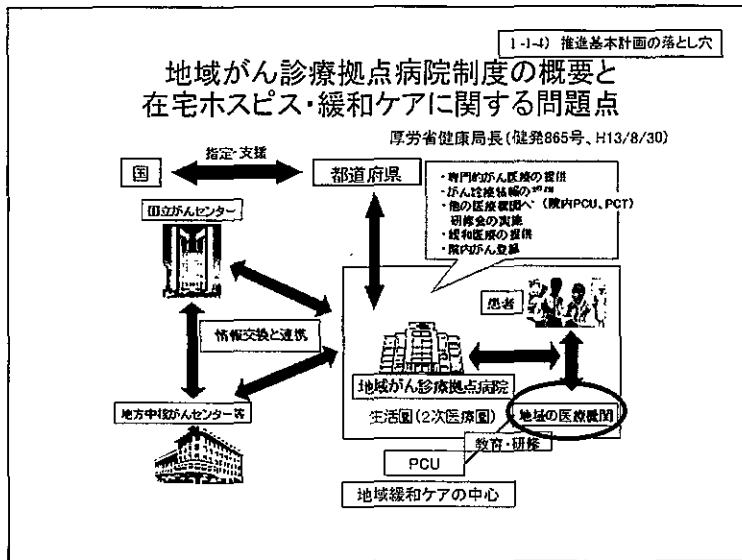 1-1-4) 推進基本計画の落とし穴
地域がん診療拠点病院制度の概要と
在宅ホスピス・緩和ケアに関する問題点
厚労省健康局長(健発865号、H13/8/30)
国
指定・支援
都道府県
・専門的がん医療の提供
・がん診療情報の提供
・他の医療機関へ (院内PCU、PCT)
研修会の実施
・緩和医療の提供
・院内がん登録
国立がんセンター
患者
情報交換と連携
地域がん診療拠点病院
地方中核がんセンター等
生活圏(2次医療圏)
地域の医療機関
教育・研修
PCU
地域緩和ケアの中心